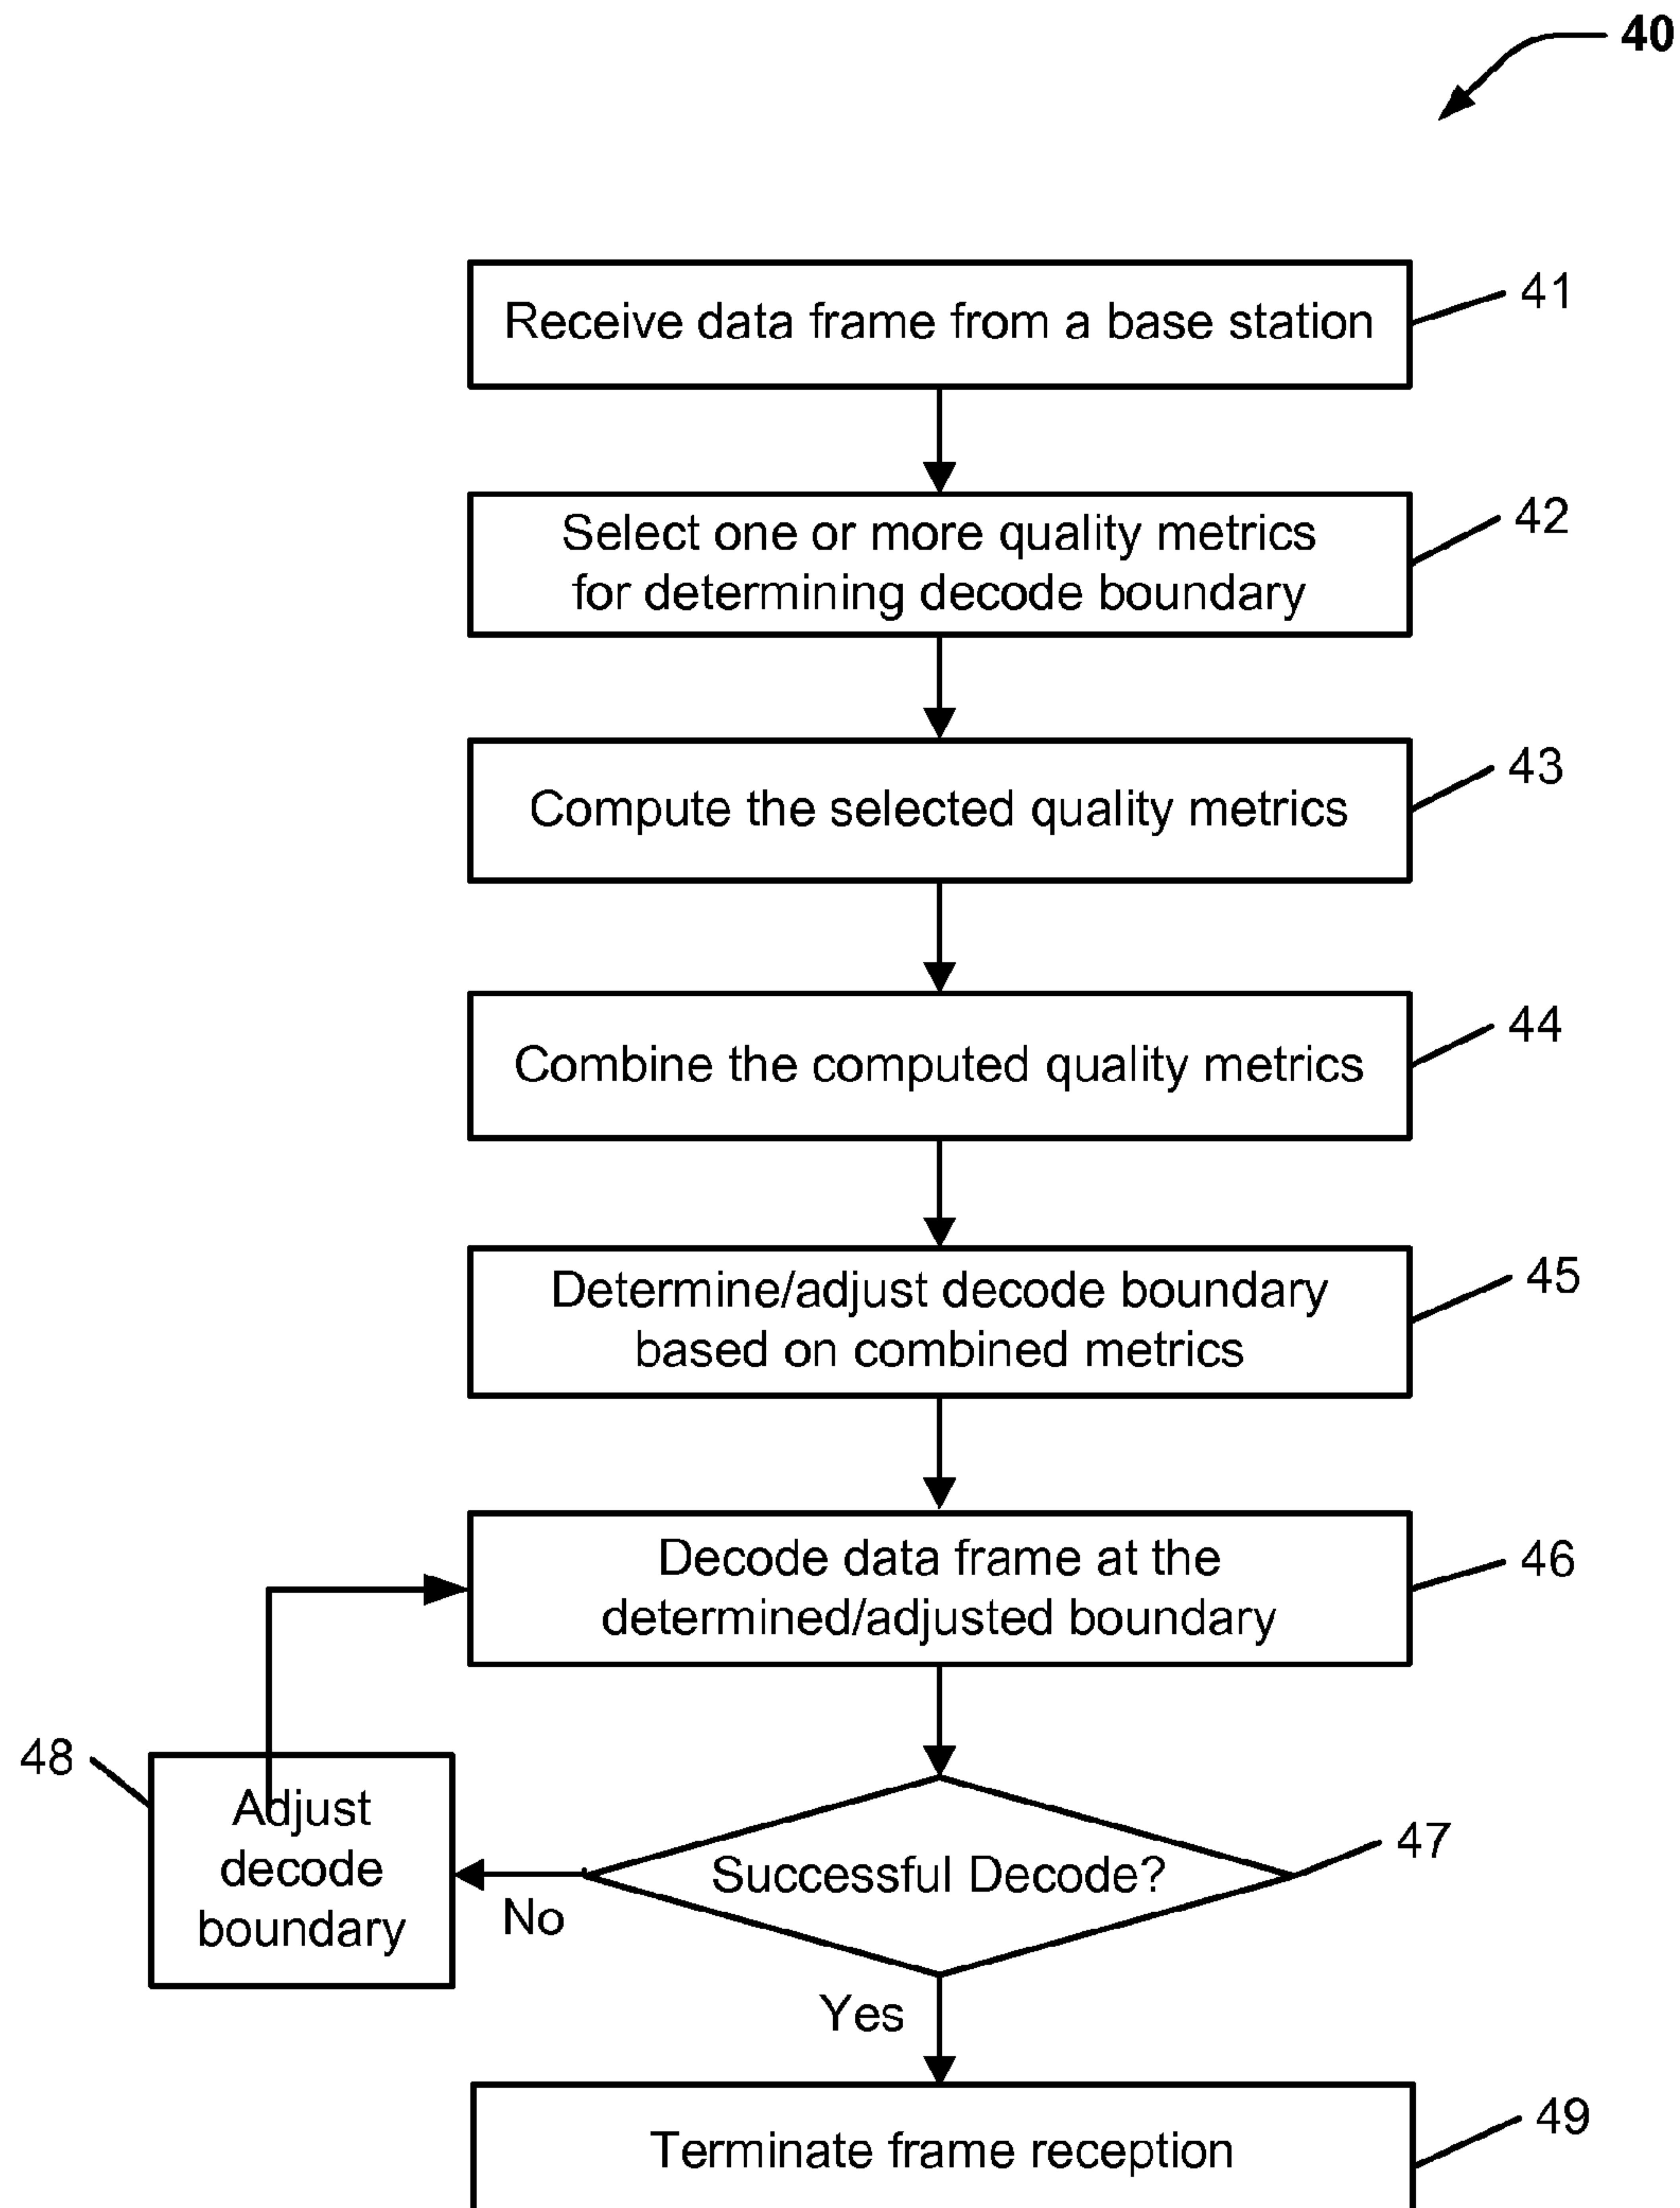 40
Receive data frame from a base station
41
Select one or more quality metrics
for determining decode boundary
42
Compute the selected quality metrics
43
Combine the computed quality metrics
44
Determine/adjust decode boundary
based on combined metrics
45
Decode data frame at the
determined/adjusted boundary
46
48
Adjust
decode
boundary
No
Successful Decode?
47
Yes
Terminate frame reception
49